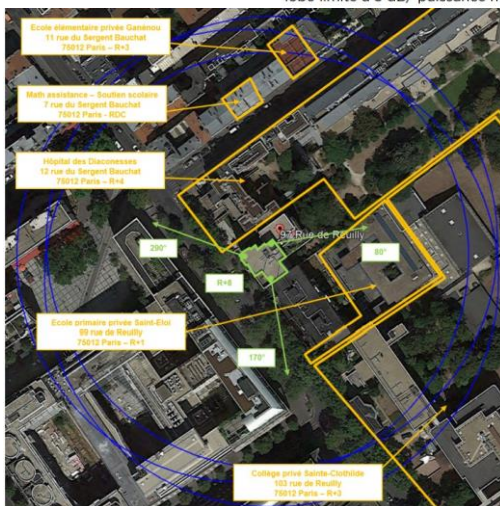 Ecole élémentaire privée Ganénou
11 rue du Sergent Bauchat
75012 Paris – R+3
Math assistance – Soutien scolaire
7 rue du Sergent Bauchat
75012 Paris - RDC
Hôpital des Diaconesses
12 rue du Sergent Bauchat
75012 Paris – R+4
97 Rue de Reuilly
290°
80°
R+8
Ecole primaire privée Saint-Eloi
99 rue de Reuilly
75012 Paris – R+1
170°
Collège privé Sainte-Clothilde
103 rue de Reuilly
75012 Paris – R+3